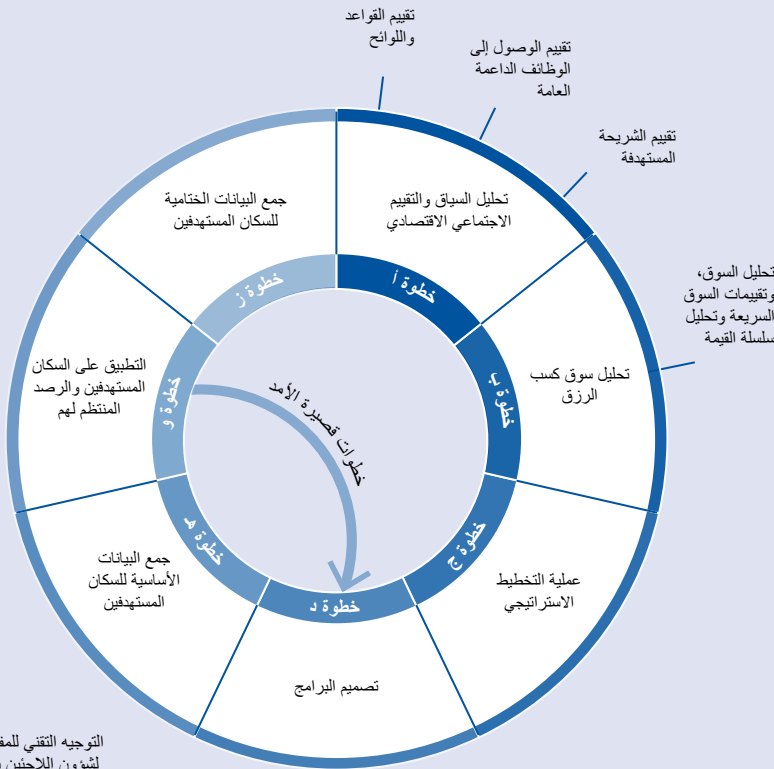 تقييم القواعد
واللوائح
تقييم الوصول إلى
الوظائف الداعمة
العامة
تقييم الشريحة
المستهدفة
تحليل السوق،
وتقييمات السوق
السريعة وتحليل
سلسلة القيمة
تحليل السياق والتقييم
الاجتماعي الاقتصادي
خطوة أ
تحليل سوق كسب
الرزق
خطوة ب
عملية التخطيط
الاستراتيجي
خطوة ج
تصميم البرامج
خطوة د
جمع البيانات
الأساسية للسكان
المستهدفين
خطوة هـ
التطبيق على السكان
المستهدفين والرصد
المنتظم لهم
خطوة و
جمع البيانات الختامية
للسكان المستهدفين
خطوة ز
خطوات قصيرة الأمد
التوجيه التقني
لشؤون اللاجئين